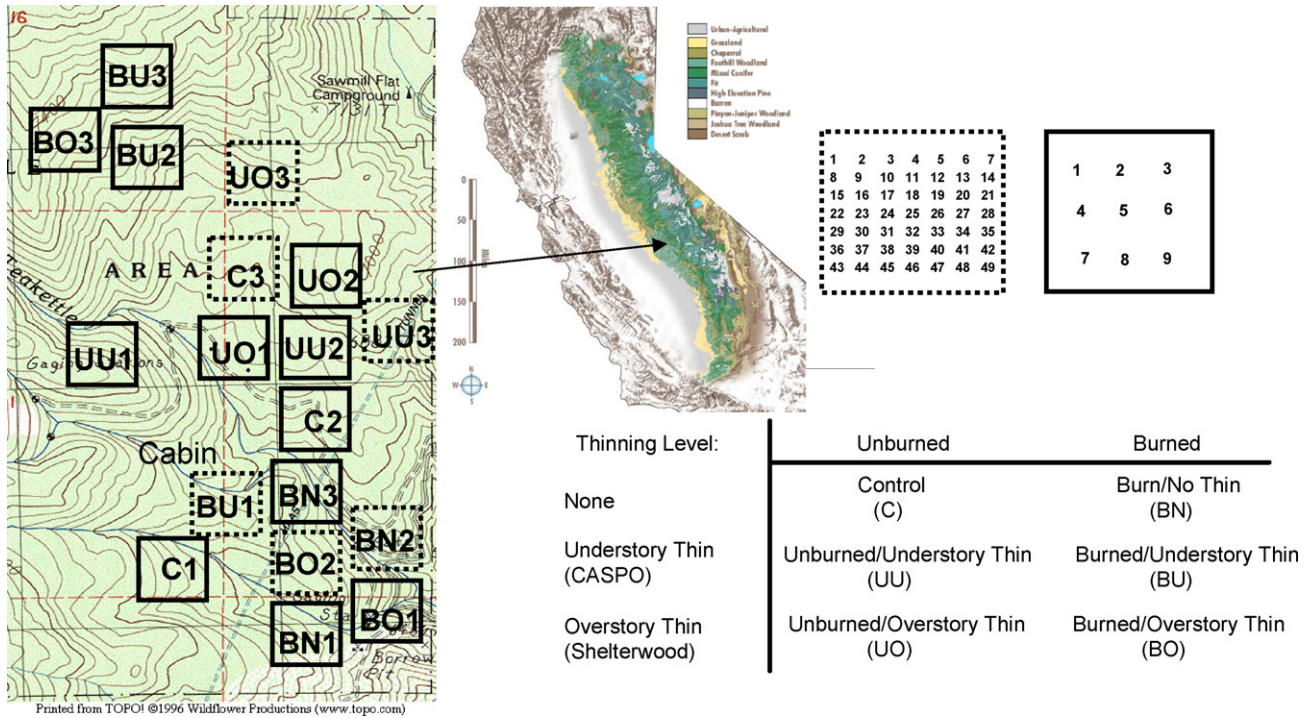 16
BU3
Sawmill Flat
Campground
× 7131 T
BO3
BU2
UO3
AREA
C3
UO2
Teakettle
UU3
TUNNEL
UU1
UO1
UU2
Gaging Stations
C2
Cabin
BU1
BN3
BN2
C1
BO2
BO1
BN1
Borrow
Pit
Printed from TOPO! ©1996 Wildflower Productions (www.topo.com)
Urban-Agricultural
Grassland
Chaparral
Foothill Woodland
Mixed Conifer
Fir
High Elevation Pine
Barren
Pinyon-Juniper Woodland
Joshua Tree Woodland
Desert Scrub
0
50
100
150
200
MILES
N
W E
S
1 2 3 4 5 6 7
8 9 10 11 12 13 14
15 16 17 18 19 20 21
22 23 24 25 26 27 28
29 30 31 32 33 34 35
36 37 38 39 40 41 42
43 44 45 46 47 48 49
1 2 3
4 5 6
7 8 9
Thinning Level: Unburned Burned
None Control Burn/No Thin
(C) (BN)
Understory Thin Unburned/Understory Thin Burned/Understory Thin
(CASPO) (UU) (BU)
Overstory Thin Unburned/Overstory Thin Burned/Overstory Thin
(Shelterwood) (UO) (BO)